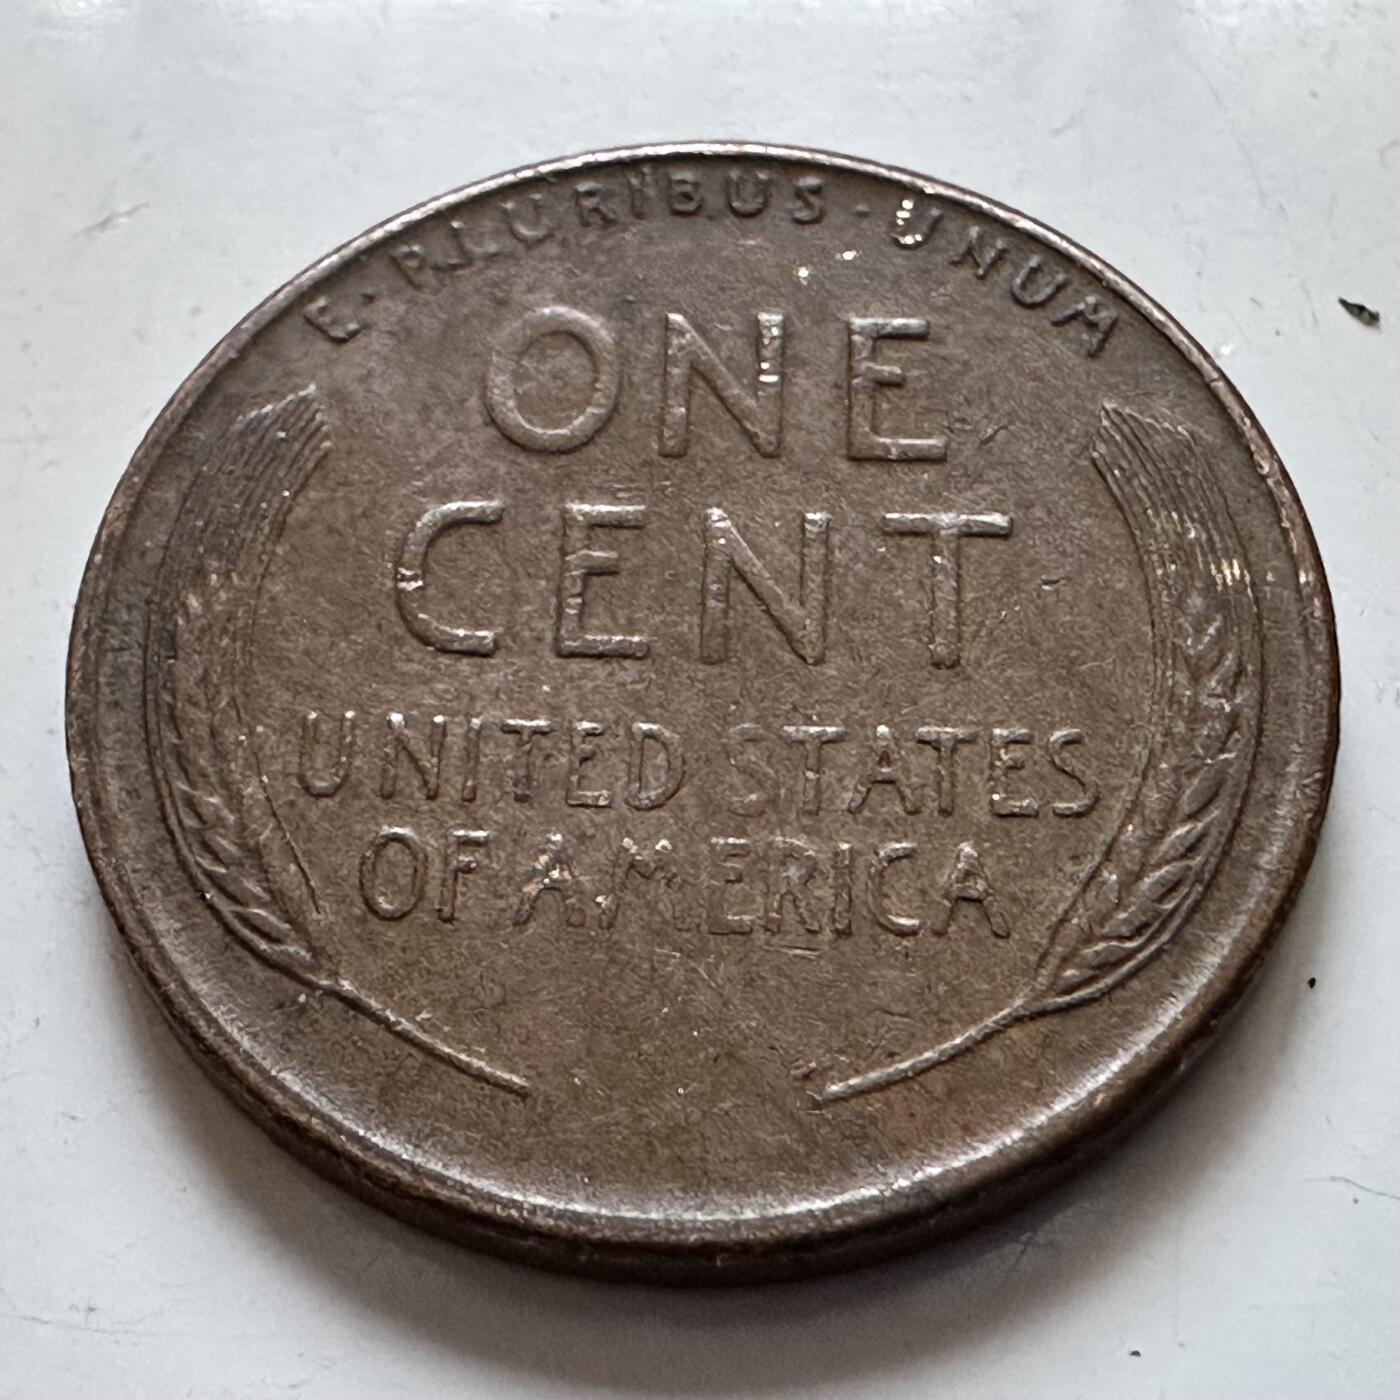 E · PLURIBUS · UNUM
ONE
CENT
UNITED STATES
OF AMERICA